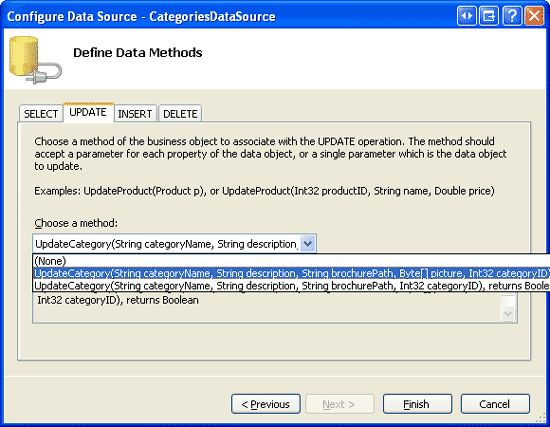 Configure Data Source - CategoriesDataSource
Define Data Methods
SELECT UPDATE INSERT DELETE
Choose a method of the business object to associate with the UPDATE operation. The method should
accept a parameter for each property of the data object, or a single parameter which is the data object
to update.
Examples: UpdateProduct(Product p), or UpdateProduct(Int32 productID, String name, Double price)
Choose a method:
UpdateCategory(String categoryName, String description,
(None)
UpdateCategory(String categoryName, String description, String brochurePath, Byte[] picture, Int32 categoryID)
UpdateCategory(String categoryName, String description, String brochurePath, Int32 categoryID), returns Boole
Int32 categoryID), returns Boolean
< Previous Next > Finish Cancel